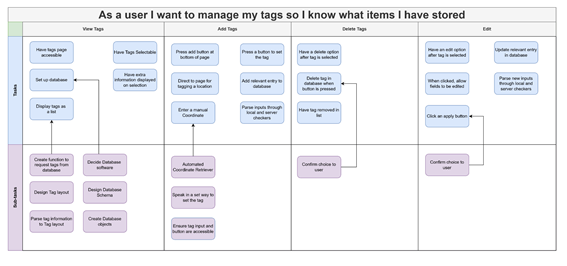 As a user I want to manage my tags so I know what items I have stored
View Tags
Add Tags
Delete Tags
Edit
Tasks
Have tags page
accessible
Have Tags Selectable
Set up database
Have extra
information displayed
on selection
Display tags as
a list
Press add button at
bottom of page
Press a button to set
the tag
Direct to page for
tagging a location
Add relevant entry to
database
Enter a manual
Coordinate
Parse inputs through
local and server
checkers
Have a delete option
after tag is selected
Delete tag in
database when
button is pressed
Have tag removed in
list
Have an edit option
after tag is selected
Update relevant entry
in database
When clicked, allow
fields to be edited
Parse new inputs
through local and
server checkers
Click an apply button
Sub-tasks
Create function to
request tags from
database
Decide Database
software
Design Tag layout
Design Database
Schema
Parse tag information
to Tag layout
Create Database
objects
Automated
Coordinate Retriever
Speak in a set way to
set the tag
Ensure tag input and
button are accessible
Confirm choice to
user
Confirm choice to
user